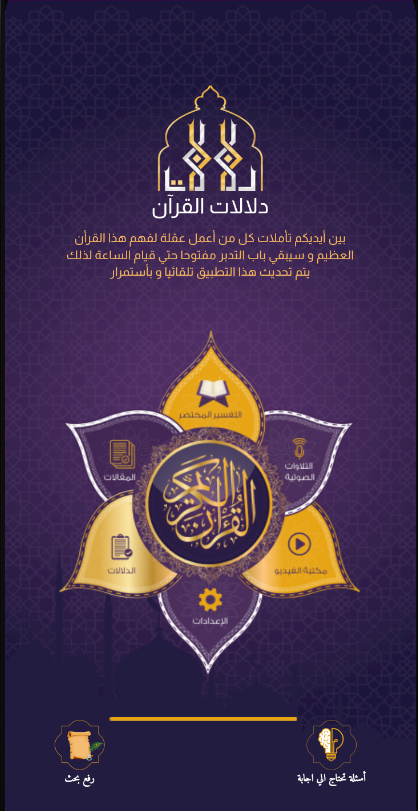 دلالات
دلالات القرآن
بين أيديكم تأملات كل من أعمل عقلة لفهم هذا القرأن
العظيم و سيبقي باب التدبر مفتوحا حتي قيام الساعة لذلك
يتم تحديث هذا التطبيق تلقائيا و بأستمرار
التفسير المختصر
التلاوات
الصوتية
المقالات
القرآن الكريم
مكتبة الفيديو
الدلالات
الإعدادات
أسئلة تحتاج الي اجابة
رفع بحث